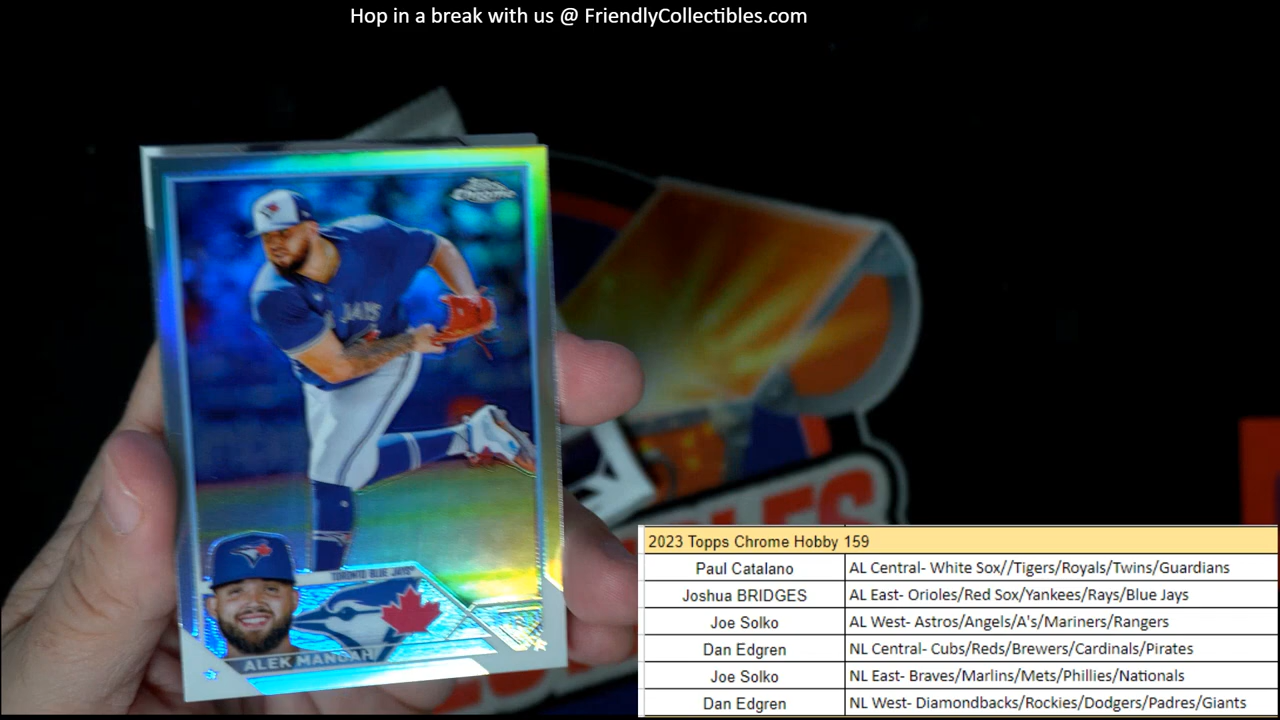 Hop in a break with us @ FriendlyCollectibles.com
Topps
Chrome
JAYS
TORONTO BLUE JAYS
ALEK MANOAH
2023 Topps Chrome Hobby 159
Paul Catalano AL Central- White Sox//Tigers/Royals/Twins/Guardians
Joshua BRIDGES AL East- Orioles/Red Sox/Yankees/Rays/Blue Jays
Joe Solko AL West- Astros/Angels/A's/Mariners/Rangers
Dan Edgren NL Central- Cubs/Reds/Brewers/Cardinals/Pirates
Joe Solko NL East- Braves/Marlins/Mets/Phillies/Nationals
Dan Edgren NL West- Diamondbacks/Rockies/Dodgers/Padres/Giants